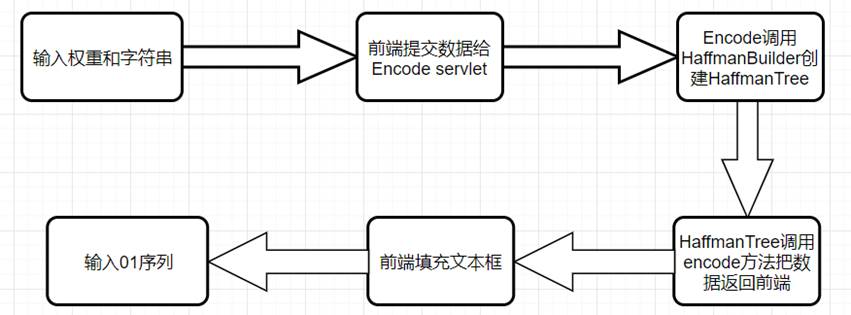 输入权重和字符串
前端提交数据给
Encode servlet
Encode调用
HaffmanBuilder创
建HaffmanTree
HaffmanTree调用
encode方法把数
据返回前端
前端填充文本框
输入01序列